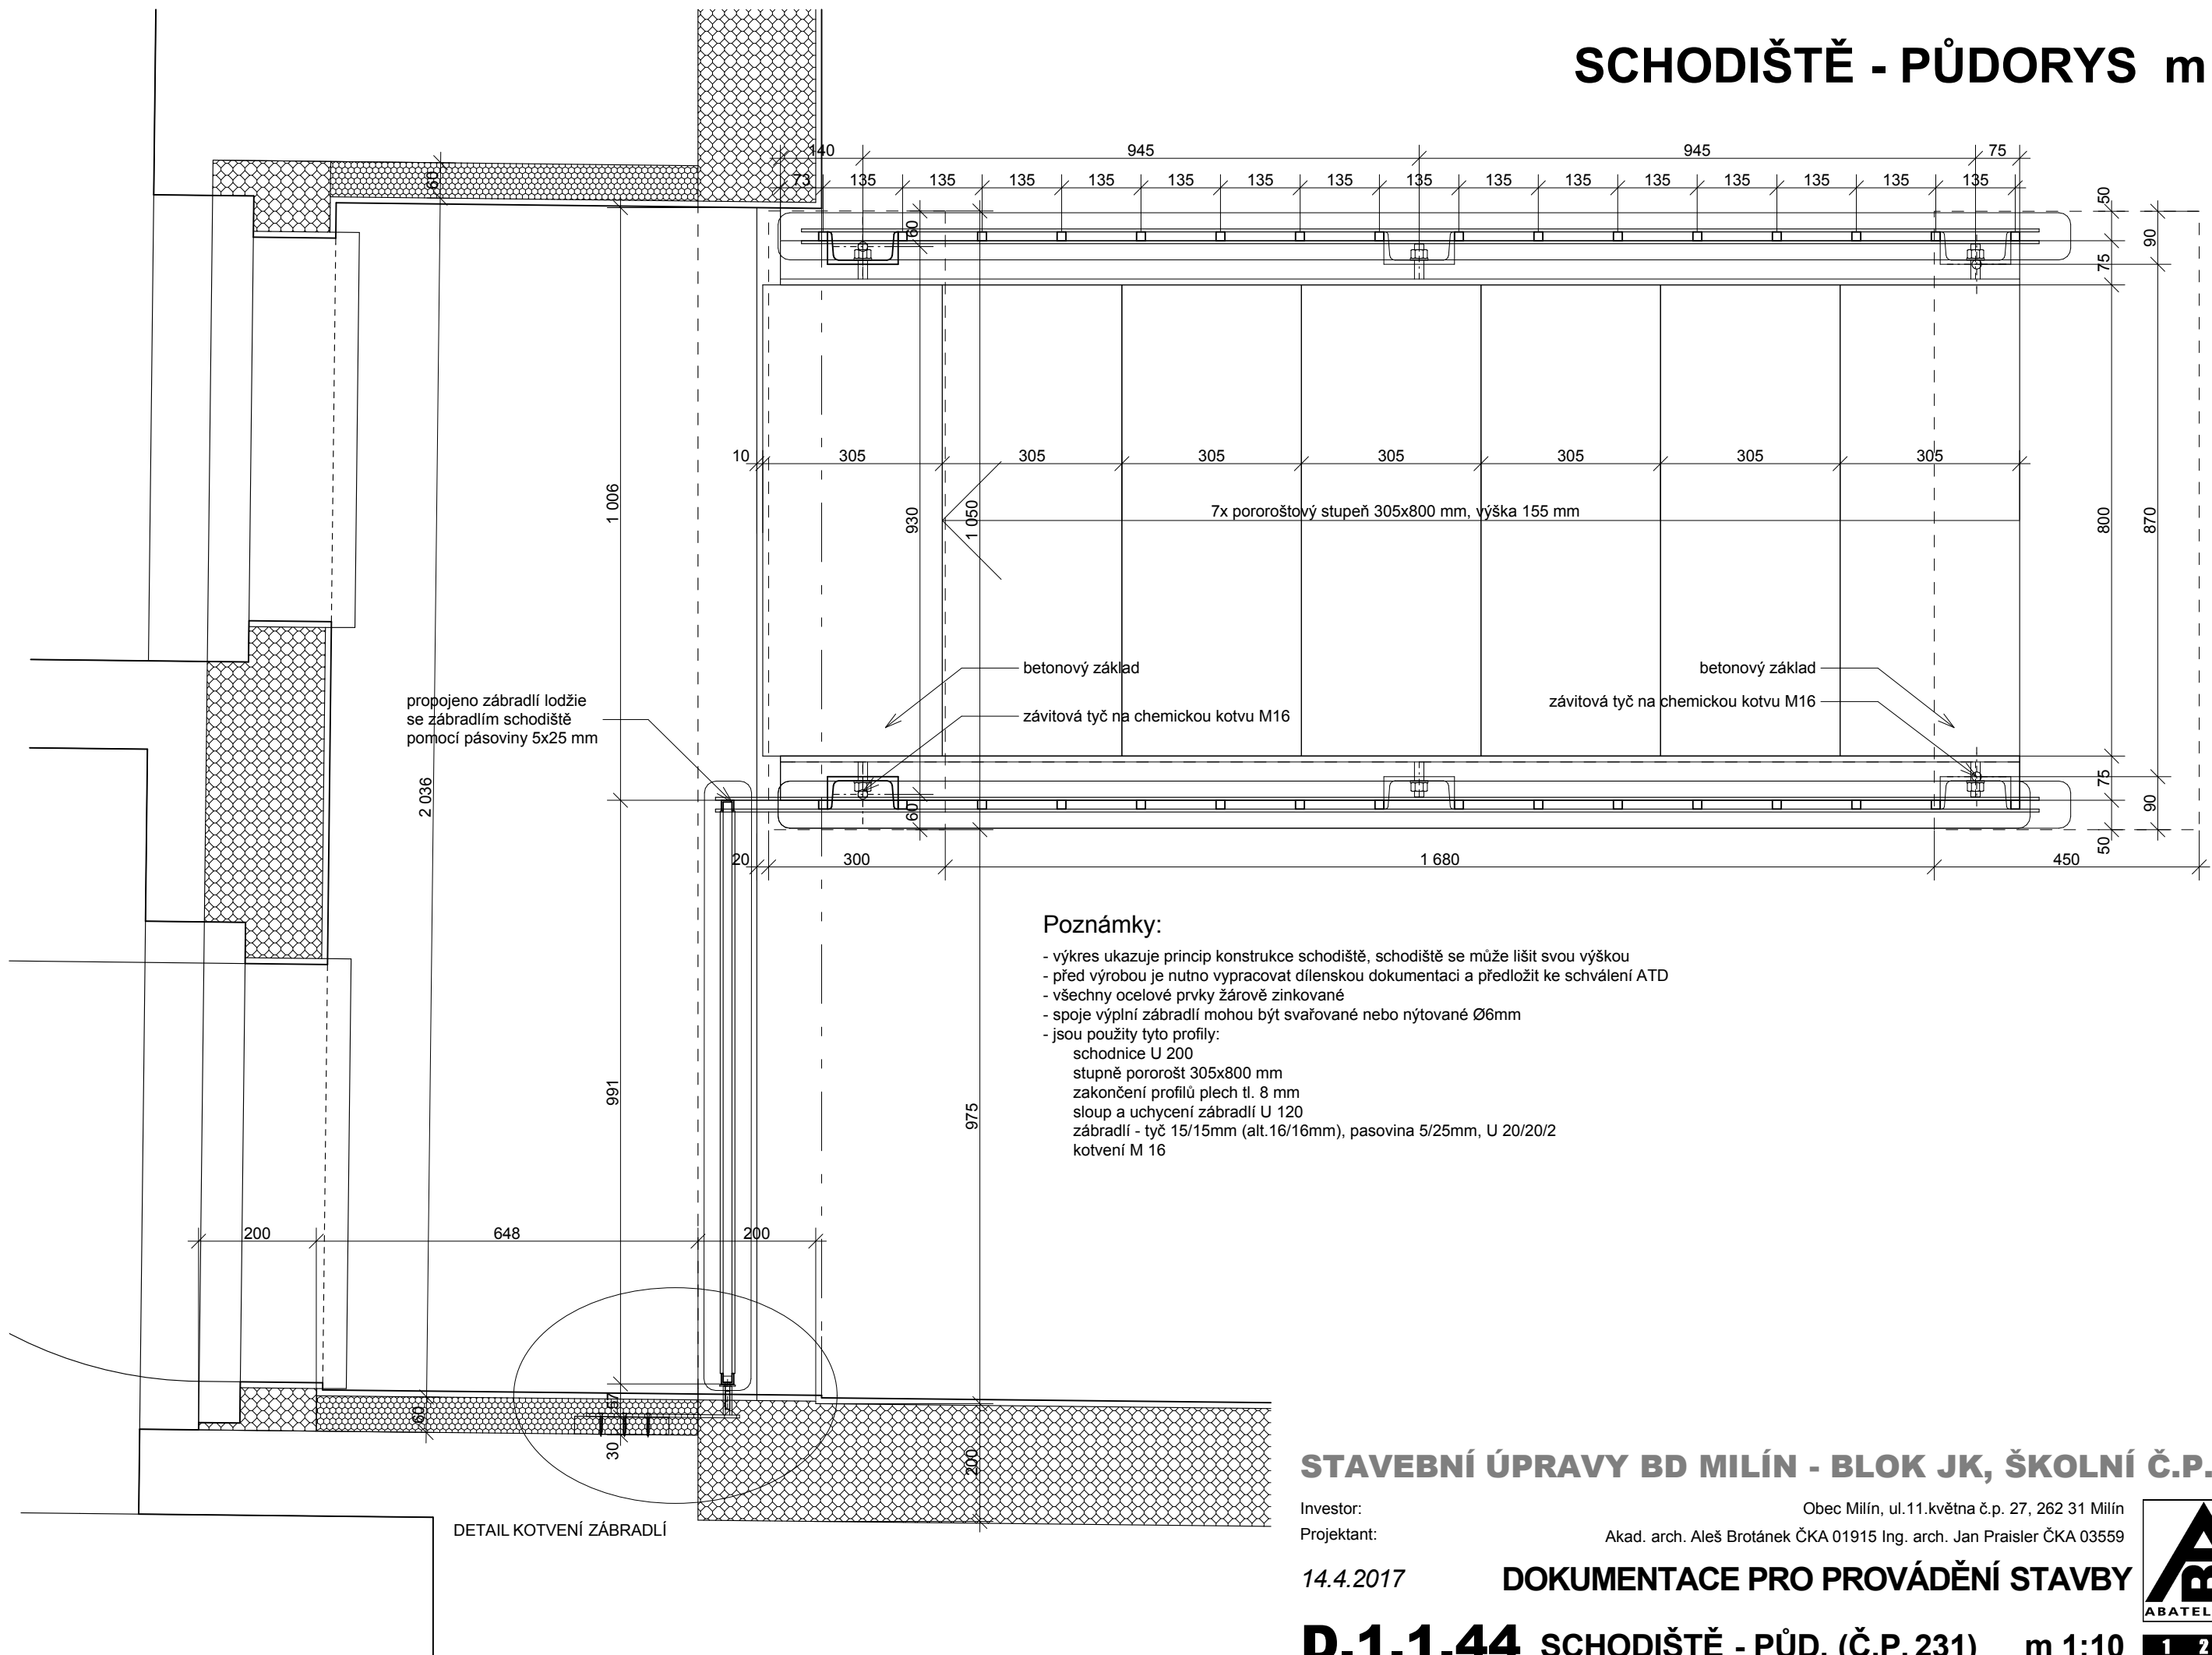 SCHODIŠTĚ - PŮDORYS m
140 945 945 75
73 135 135 135 135 135 135 135 135 135 135 135 135 135 135 135
50
90
75
60
60
10 305 305 305 305 305 305 305
1 006
930
1 050
7x pororoštový stupeň 305x800 mm, výška 155 mm
800
870
betonový základ
závitová tyč na chemickou kotvu M16
betonový základ
závitová tyč na chemickou kotvu M16
propojeno zábradlí lodžie
se zábradlím schodiště
pomocí pásoviny 5x25 mm
2 036
75
90
60
50
20 300 1 680 450
Poznámky:
- výkres ukazuje princip konstrukce schodiště, schodiště se může lišit svou výškou
- před výrobou je nutno vypracovat dílenskou dokumentaci a předložit ke schválení ATD
- všechny ocelové prvky žárově zinkované
- spoje výplní zábradlí mohou být svařované nebo nýtované Ø6mm
- jsou použity tyto profily:
schodnice U 200
stupně pororošt 305x800 mm
zakončení profilů plech tl. 8 mm
sloup a uchycení zábradlí U 120
zábradlí - tyč 15/15mm (alt.16/16mm), pasovina 5/25mm, U 20/20/2
kotvení M 16
991
975
200 648 200
57
60
30
200
DETAIL KOTVENÍ ZÁBRADLÍ
STAVEBNÍ ÚPRAVY BD MILÍN - BLOK JK, ŠKOLNÍ Č.P.
Investor: Obec Milín, ul.11.května č.p. 27, 262 31 Milín
Projektant: Akad. arch. Aleš Brotánek ČKA 01915 Ing. arch. Jan Praisler ČKA 03559
14.4.2017 DOKUMENTACE PRO PROVÁDĚNÍ STAVBY
ABATEL
D-1-1-44 SCHODIŠTĚ - PŮD. (Č.P. 231) m 1:10
1 2